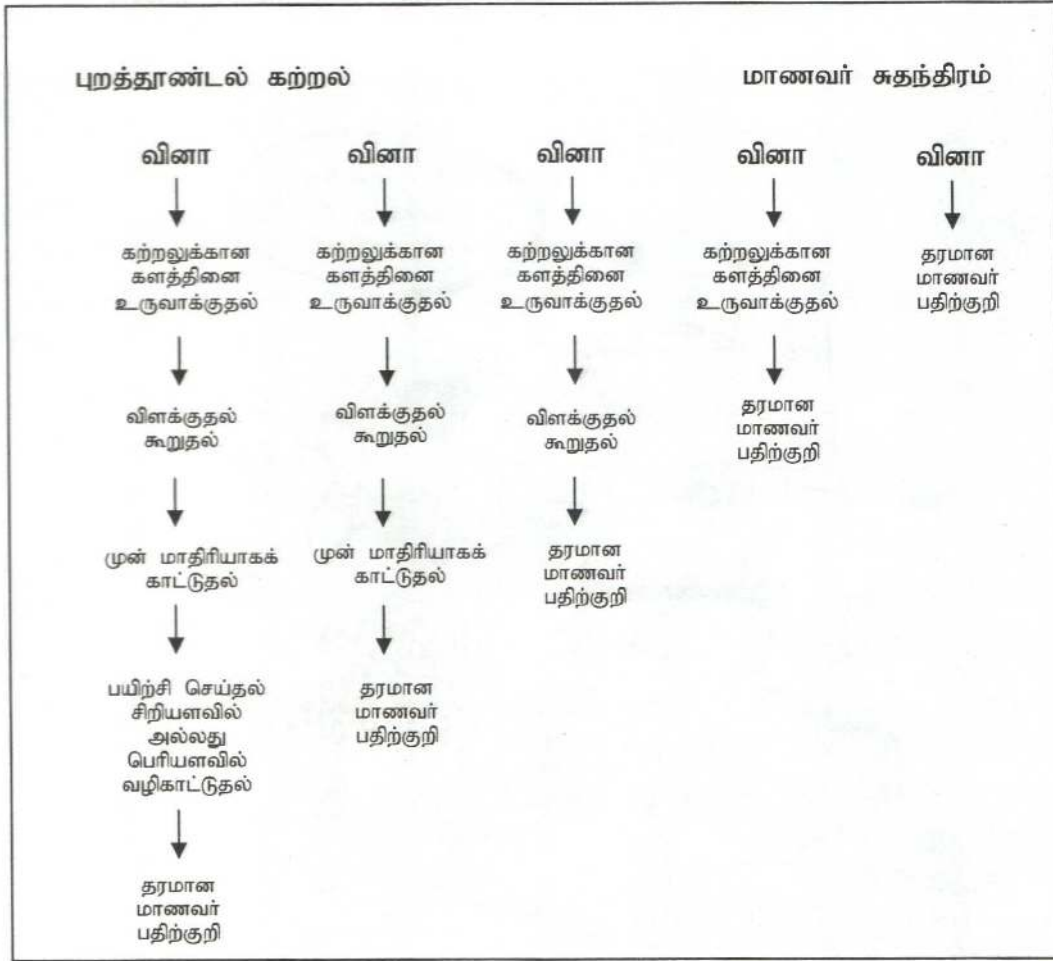 புறத்தூண்டல் கற்றல்
மாணவர் சுதந்திரம்
வினா
கற்றலுக்கான
களத்தினை
உருவாக்குதல்
விளக்குதல்
கூறுதல்
முன் மாதிரியாகக்
காட்டுதல்
பயிற்சி செய்தல்
சிறியளவில்
அல்லது
பெரியளவில்
வழிகாட்டுதல்
தரமான
மாணவர்
பதிற்குறி
வினா
கற்றலுக்கான
களத்தினை
உருவாக்குதல்
விளக்குதல்
கூறுதல்
முன் மாதிரியாகக்
காட்டுதல்
தரமான
மாணவர்
பதிற்குறி
வினா
கற்றலுக்கான
களத்தினை
உருவாக்குதல்
விளக்குதல்
கூறுதல்
தரமான
மாணவர்
பதிற்குறி
வினா
கற்றலுக்கான
களத்தினை
உருவாக்குதல்
தரமான
மாணவர்
பதிற்குறி
வினா
தரமான
மாணவர்
பதிற்குறி